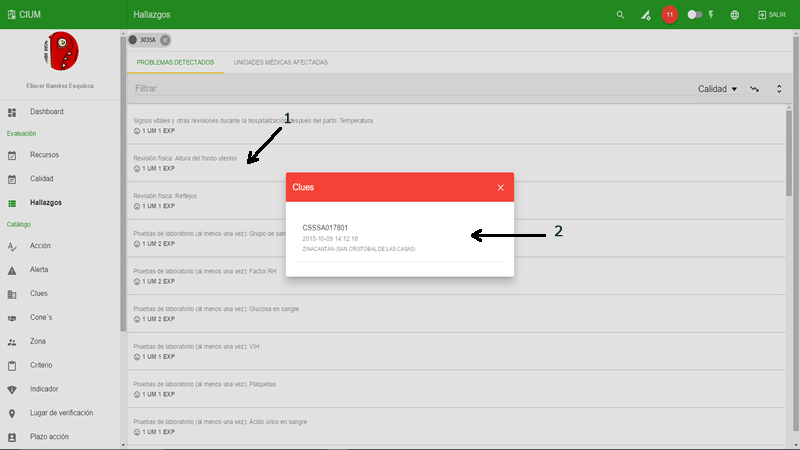 CIUM
Hallazgos
11
SALIR
Eliecer Ramírez Esquinca
Dashboard
Evaluación
Recursos
Calidad
Hallazgos
Catálogo
Acción
Alerta
Clues
Cone´s
Zona
Criterio
Indicador
Lugar de verificación
Plazo acción
3035A
PROBLEMAS DETECTADOS
UNIDADES MÉDICAS AFECTADAS
Filtrar
Calidad
1
Signos vitales y otras revisiones durante la hospitalización después del parto: Temperatura
1 UM 1 EXP
Revisión física: Altura del fondo uterino
1 UM 1 EXP
Revisión física: Reflejos
1 UM 1 EXP
Pruebas de laboratorio (al menos una vez): Grupo de san
1 UM 2 EXP
Pruebas de laboratorio (al menos una vez): Factor RH
1 UM 2 EXP
Pruebas de laboratorio (al menos una vez): Glucosa en sangre
1 UM 2 EXP
Pruebas de laboratorio (al menos una vez): VIH
1 UM 1 EXP
Pruebas de laboratorio (al menos una vez): Plaquetas
1 UM 1 EXP
Pruebas de laboratorio (al menos una vez): Ácido úrico en sangre
1 UM 1 EXP
Clues
CSSSA017801
2015-10-09 14:12:18
ZINACANTÁN (SAN CRISTÓBAL DE LAS CASAS)
2